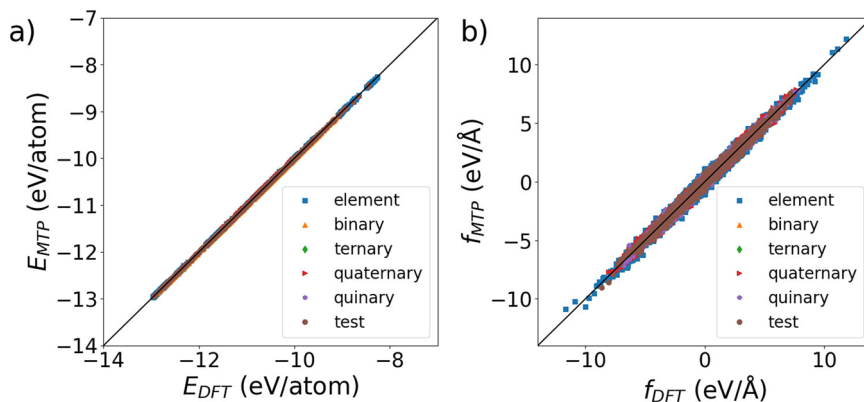 a)
E_MTP (eV/atom)
−7
−8
−9
−10
−11
−12
−13
−14
−14
−12
−10
−8
E_DFT (eV/atom)
element
binary
ternary
quaternary
quinary
test
b)
f_MTP (eV/Å)
10
5
0
−5
−10
−10
0
10
f_DFT (eV/Å)
element
binary
ternary
quaternary
quinary
test